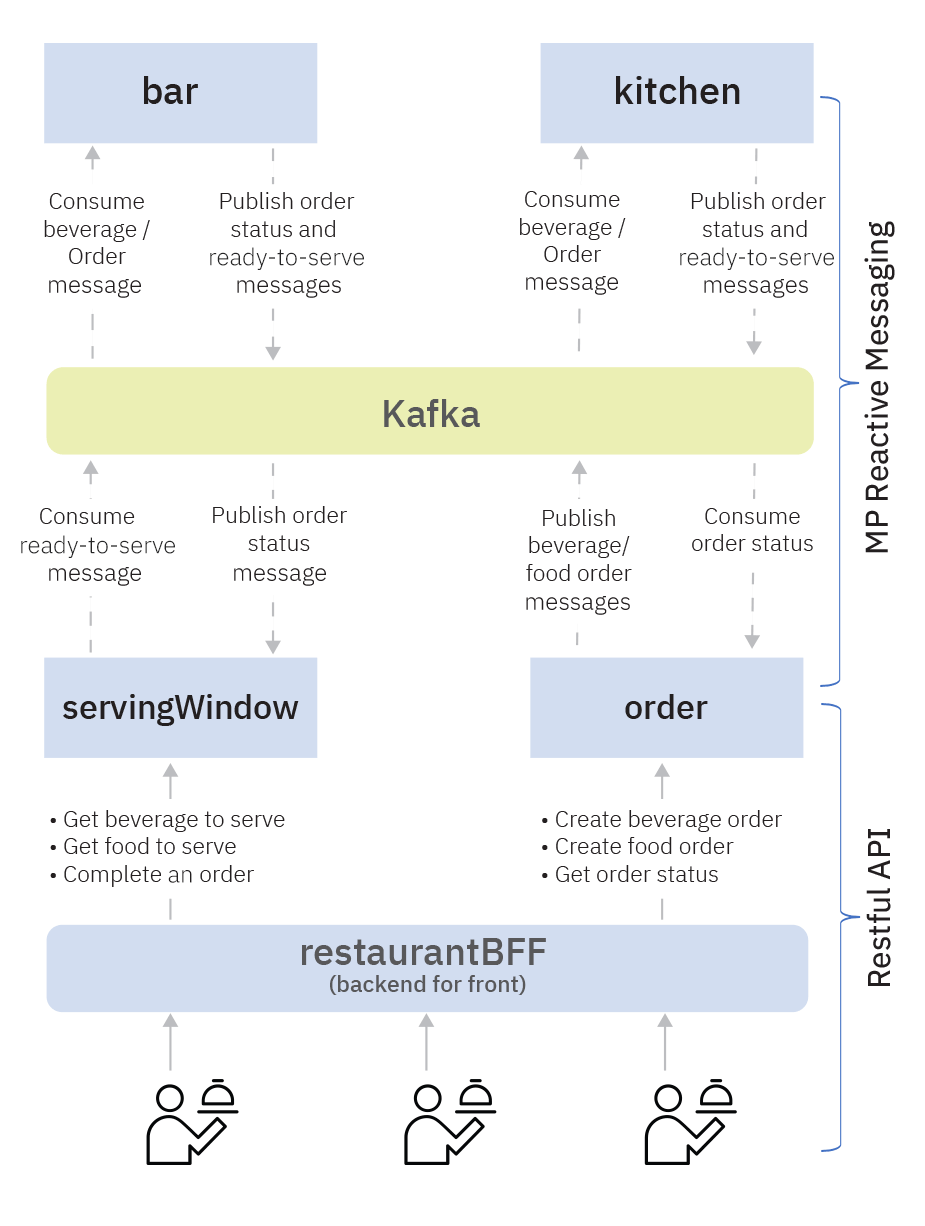 bar
kitchen
Consume
beverage /
Order
message
Publish order
status and
ready-to-serve
messages
Consume
beverage /
Order
message
Publish order
status and
ready-to-serve
messages
MP Reactive Messaging
Kafka
Consume
ready-to-serve
message
Publish order
status
message
Publish
beverage/
food order
messages
Consume
order status
servingWindow
order
• Get beverage to serve
• Get food to serve
• Complete an order
• Create beverage order
• Create food order
• Get order status
Restful API
restaurantBFF
(backend for front)